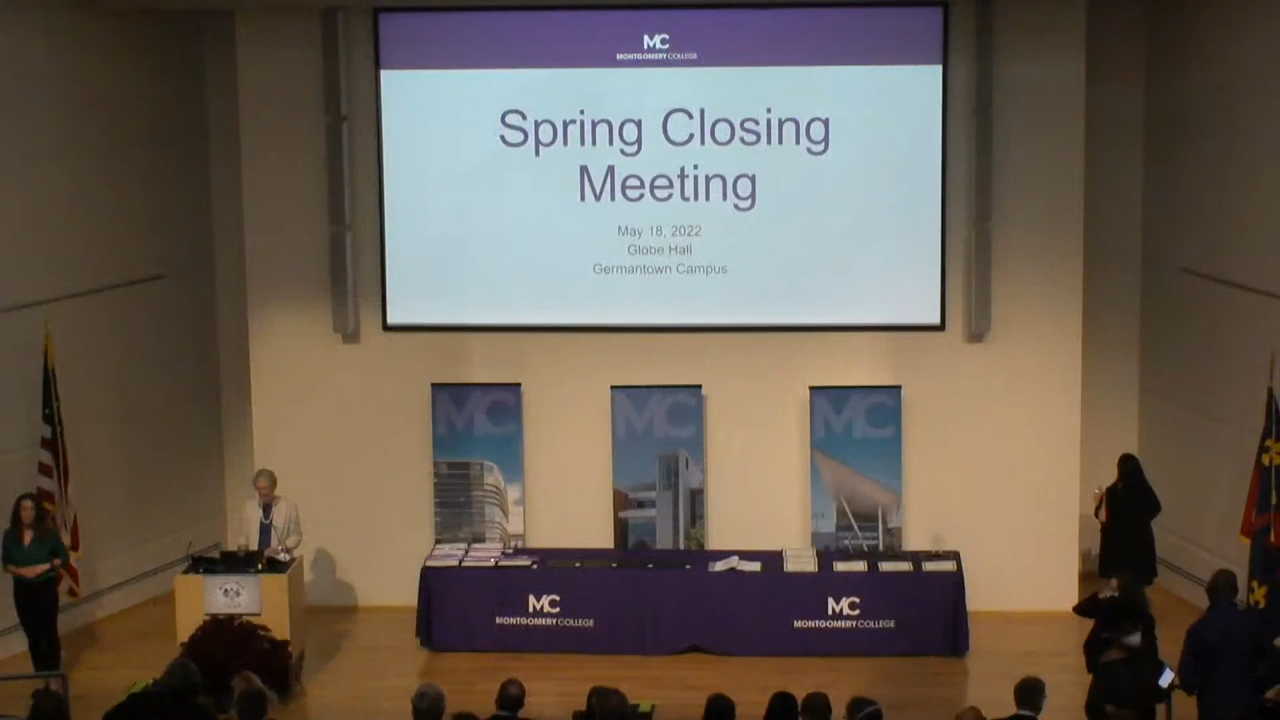 MC
MONTGOMERY COLLEGE
Spring Closing
Meeting
May 18, 2022
Globe Hall
Germantown Campus
MC
MC
MC
MC
MONTGOMERY COLLEGE
MC
MONTGOMERY COLLEGE